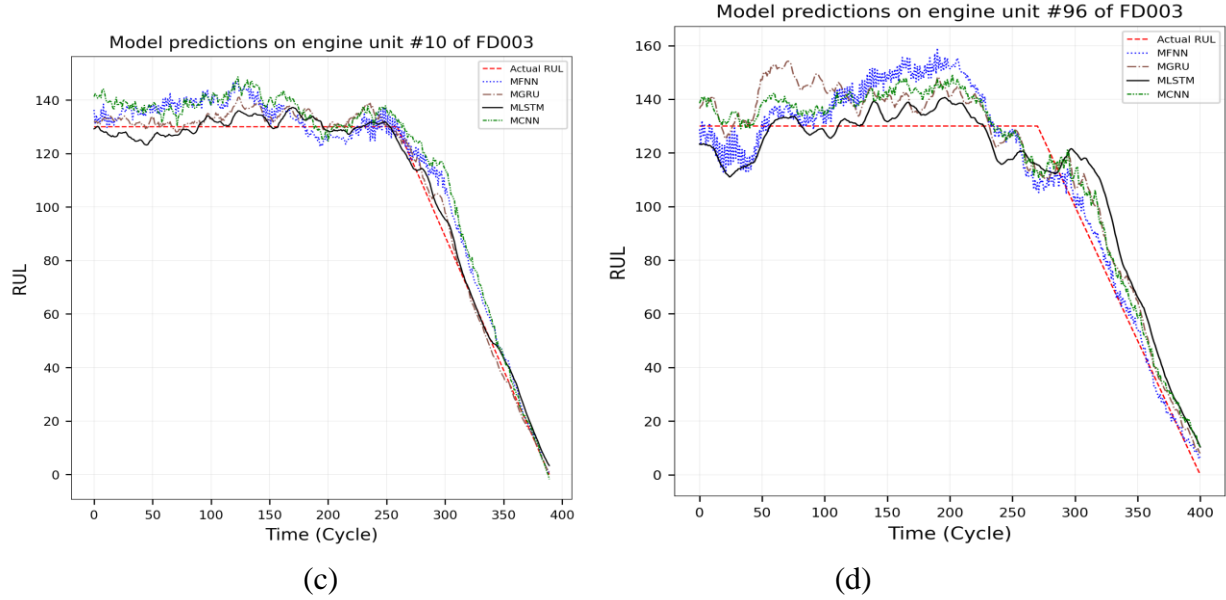 Model predictions on engine unit #10 of FD003
Actual RUL
MFNN
MGRU
MLSTM
MCNN
RUL
140
120
100
80
60
40
20
0
0 50 100 150 200 250 300 350 400
Time (Cycle)
(c)
Model predictions on engine unit #96 of FD003
Actual RUL
MFNN
MGRU
MLSTM
MCNN
RUL
160
140
120
100
80
60
40
20
0
0 50 100 150 200 250 300 350 400
Time (Cycle)
(d)